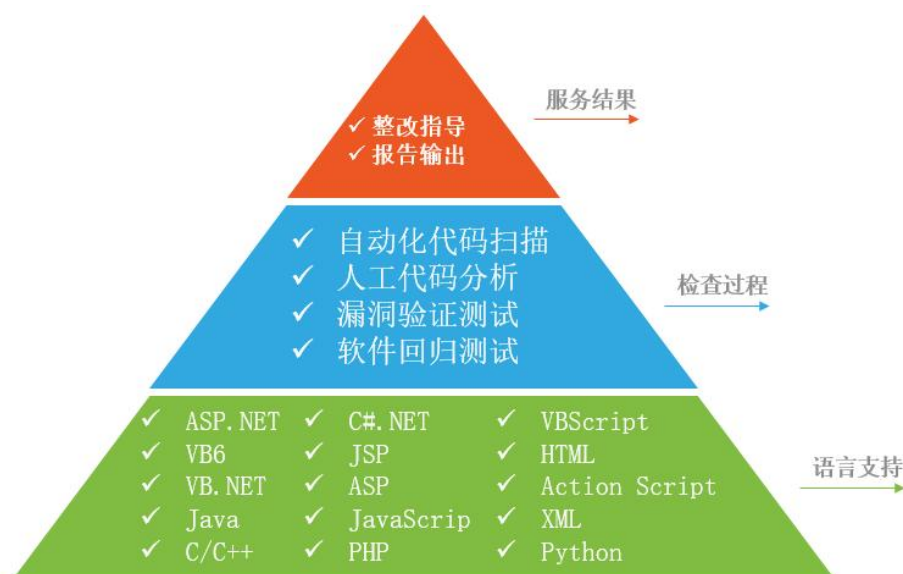 服务结果
整改指导
报告输出
自动化代码扫描
人工代码分析
漏洞验证测试
软件回归测试
检查过程
ASP.NET C#.NET VBScript
VB6 JSP HTML
语言支持
VB.NET ASP Action Script
Java JavaScrip XML
C/C++ PHP Python